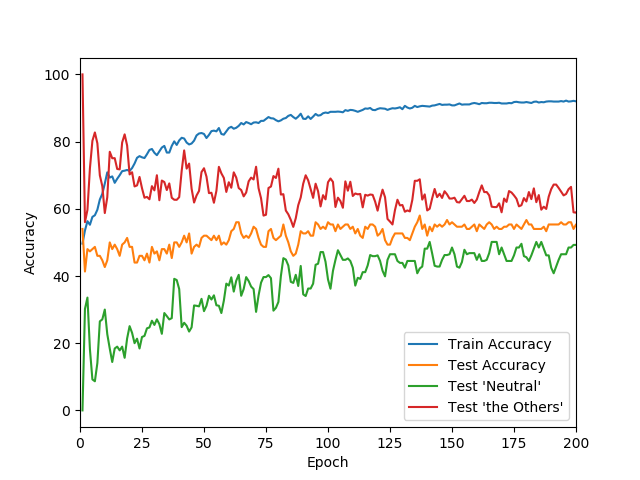 100
80
60
40
20
0
Accuracy
0 25 50 75 100 125 150 175 200
Epoch
Train Accuracy
Test Accuracy
Test 'Neutral'
Test 'the Others'